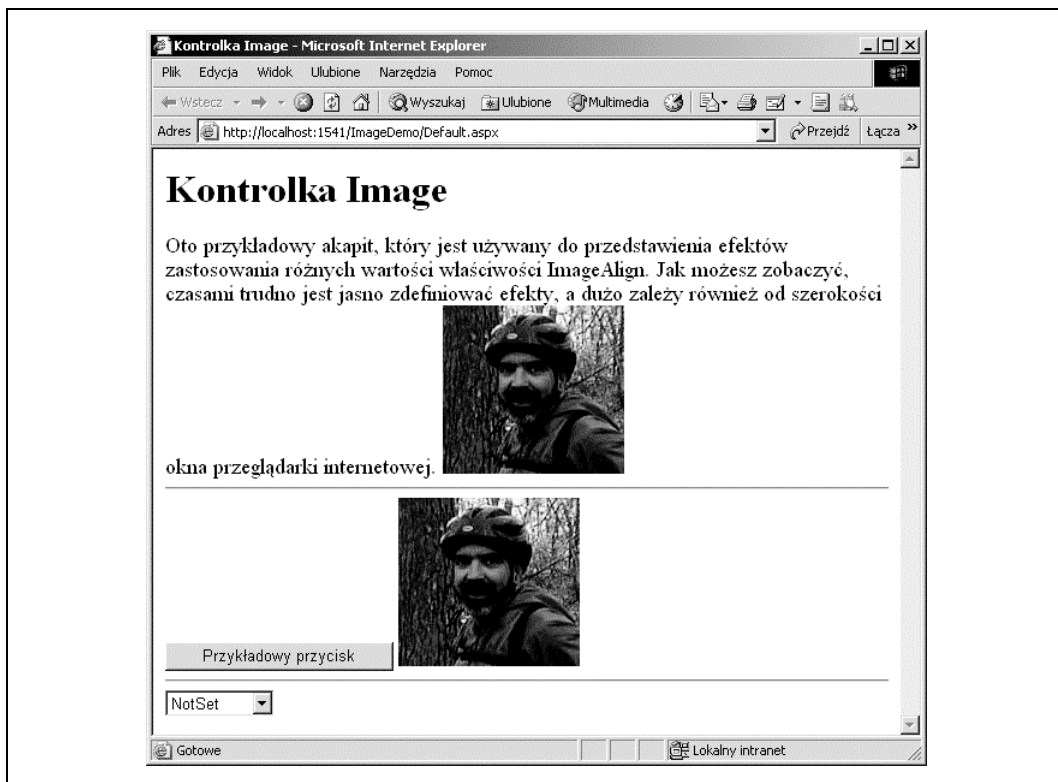 Kontrolka Image - Microsoft Internet Explorer
Plik Edycja Widok Ulubione Narzędzia Pomoc
Wstecz Wyszukaj Ulubione Multimedia
Adres http://localhost:1541/ImageDemo/Default.aspx Przejdź Łącza »
Kontrolka Image
Oto przykładowy akapit, który jest używany do przedstawienia efektów
zastosowania różnych wartości właściwości ImageAlign. Jak możesz zobaczyć,
czasami trudno jest jasno zdefiniować efekty, a dużo zależy również od szerokości
okna przeglądarki internetowej.
Przykładowy przycisk
NotSet
Gotowe Lokalny intranet